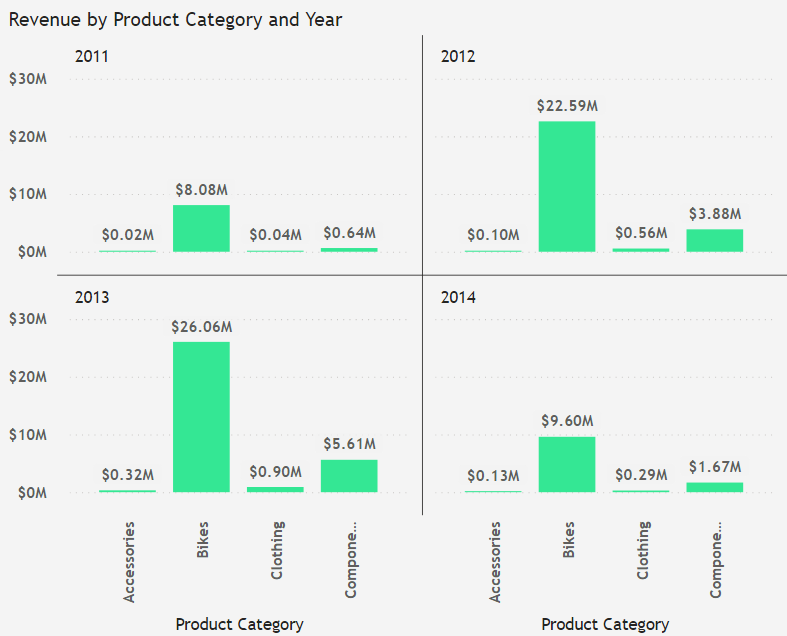 Revenue by Product Category and Year
2011
2012
$30M
$20M
$10M
$0M
$0.02M
$8.08M
$0.04M
$0.64M
$0.10M
$22.59M
$0.56M
$3.88M
2013
2014
$30M
$20M
$10M
$0M
$0.32M
$26.06M
$0.90M
$5.61M
$0.13M
$9.60M
$0.29M
$1.67M
Accessories
Bikes
Clothing
Compone...
Accessories
Bikes
Clothing
Compone...
Product Category
Product Category